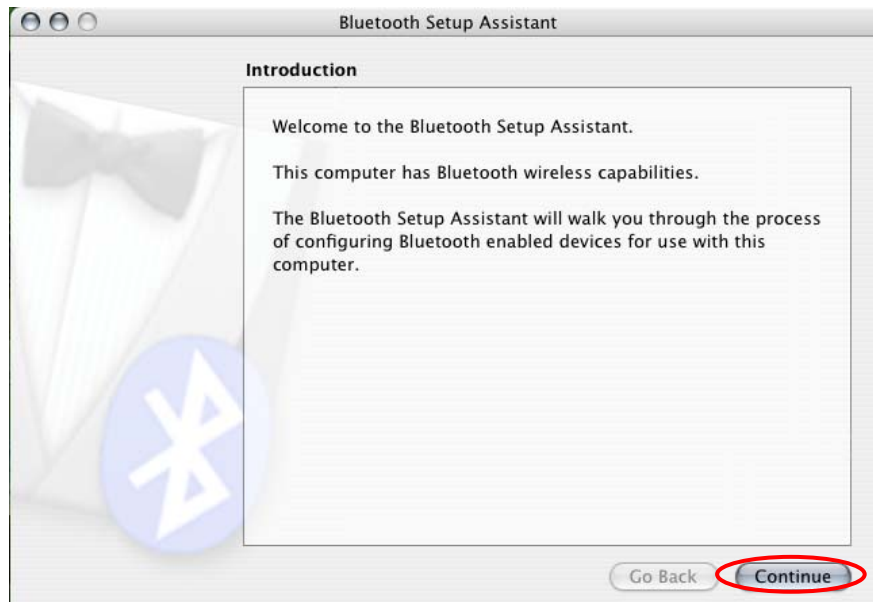 Bluetooth Setup Assistant
Introduction
Welcome to the Bluetooth Setup Assistant.
This computer has Bluetooth wireless capabilities.
The Bluetooth Setup Assistant will walk you through the process
of configuring Bluetooth enabled devices for use with this
computer.
Go Back
Continue